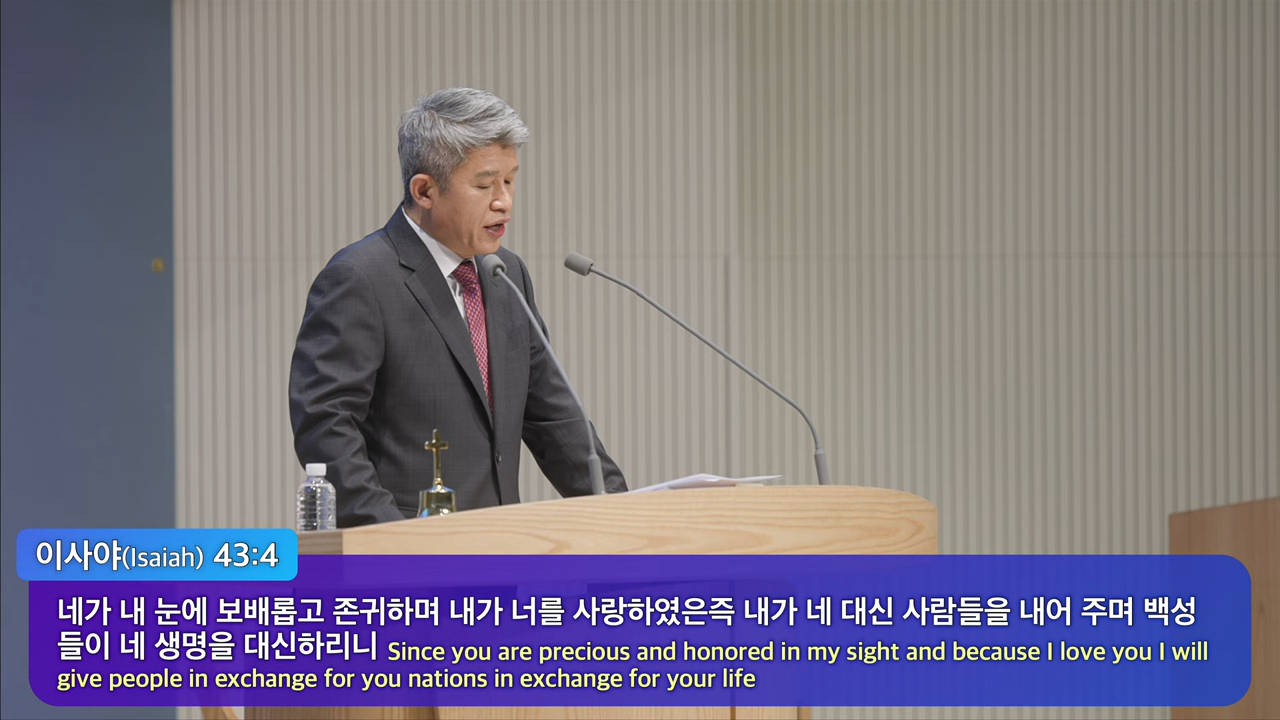 이사야(Isaiah) 43:4
네가 내 눈에 보배롭고 존귀하며 내가 너를 사랑하였은즉 내가 네 대신 사람들을 내어 주며 백성
들이 네 생명을 대신하리니 Since you are precious and honored in my sight and because I love you I will
give people in exchange for you nations in exchange for your life